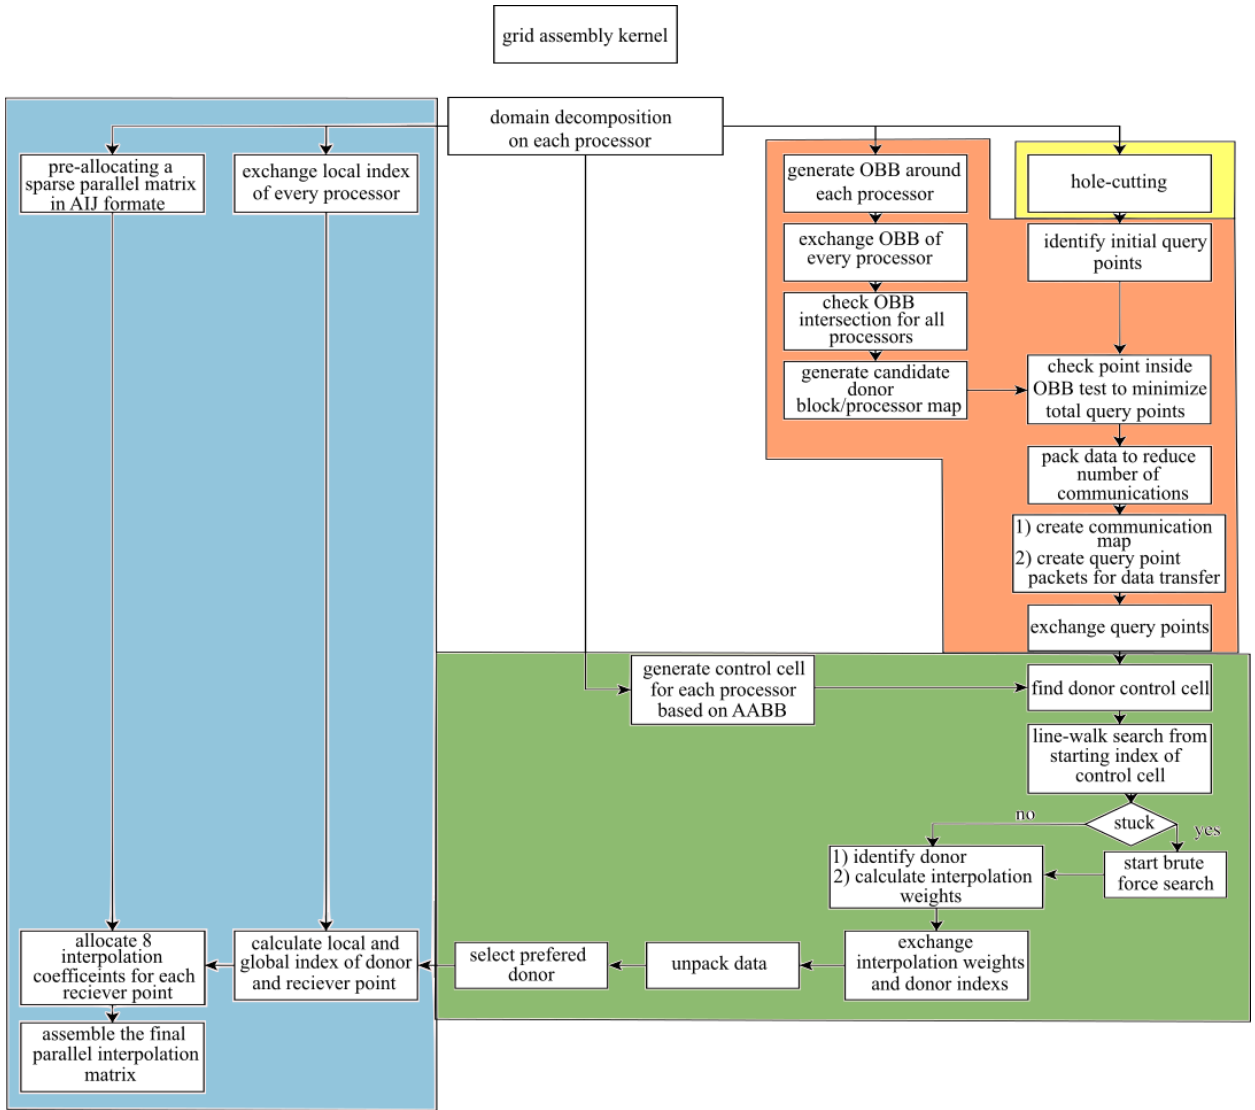 grid assembly kernel
domain decomposition
on each processor
pre-allocating a
sparse parallel matrix
in AIJ formate
exchange local index
of every processor
generate OBB around
each processor
hole-cutting
exchange OBB of
every processor
identify initial query
points
check OBB
intersection for all
processors
generate candidate
donor
block/processor map
check point inside
OBB test to minimize
total query points
pack data to reduce
number of
communications
1) create communication
map
2) create query point
packets for data transfer
exchange query points
generate control cell
for each processor
based on AABB
find donor control cell
line-walk search from
starting index of
control cell
stuck
no
yes
start brute
force search
1) identify donor
2) calculate interpolation
weights
exchange
interpolation weights
and donor indexs
unpack data
select prefered
donor
calculate local and
global index of donor
and reciever point
allocate 8
interpolation
coefficeints for each
reciever point
assemble the final
parallel interpolation
matrix